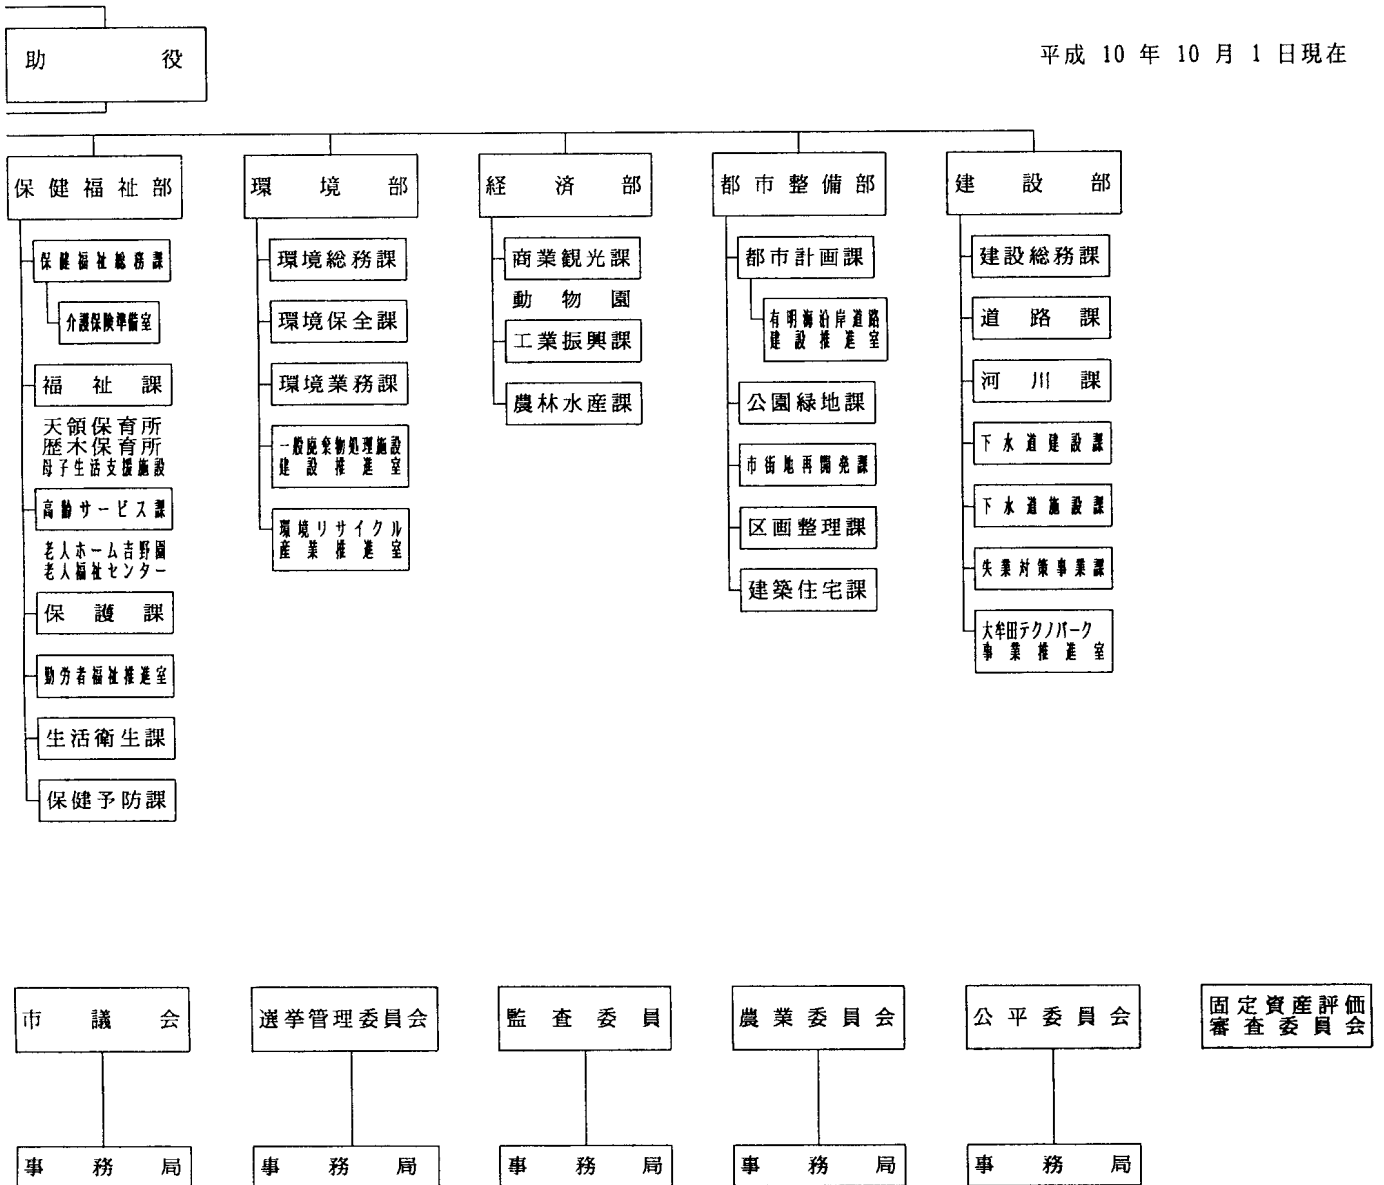 助役
平成 10 年 10 月 1 日現在
保健福祉部
保健福祉総務課
介護保険準備室
福祉課
天領保育所
歴木保育所
母子生活支援施設
高齢サービス課
老人ホーム吉野園
老人福祉センター
保護課
勤労者福祉推進室
生活衛生課
保健予防課
環境部
環境総務課
環境保全課
環境業務課
一般廃棄物処理施設
建設推進室
環境リサイクル
産業推進室
経済部
商業観光課
動物園
工業振興課
農林水産課
都市整備部
都市計画課
有明海沿岸道路
建設推進室
公園緑地課
市街地再開発課
区画整理課
建築住宅課
建設部
建設総務課
道路課
河川課
下水道建設課
下水道施設課
失業対策事業課
大牟田テクノパーク
事業推進室
市議会
事務局
選挙管理委員会
事務局
監査委員
事務局
農業委員会
事務局
公平委員会
事務局
固定資産評価
審査委員会